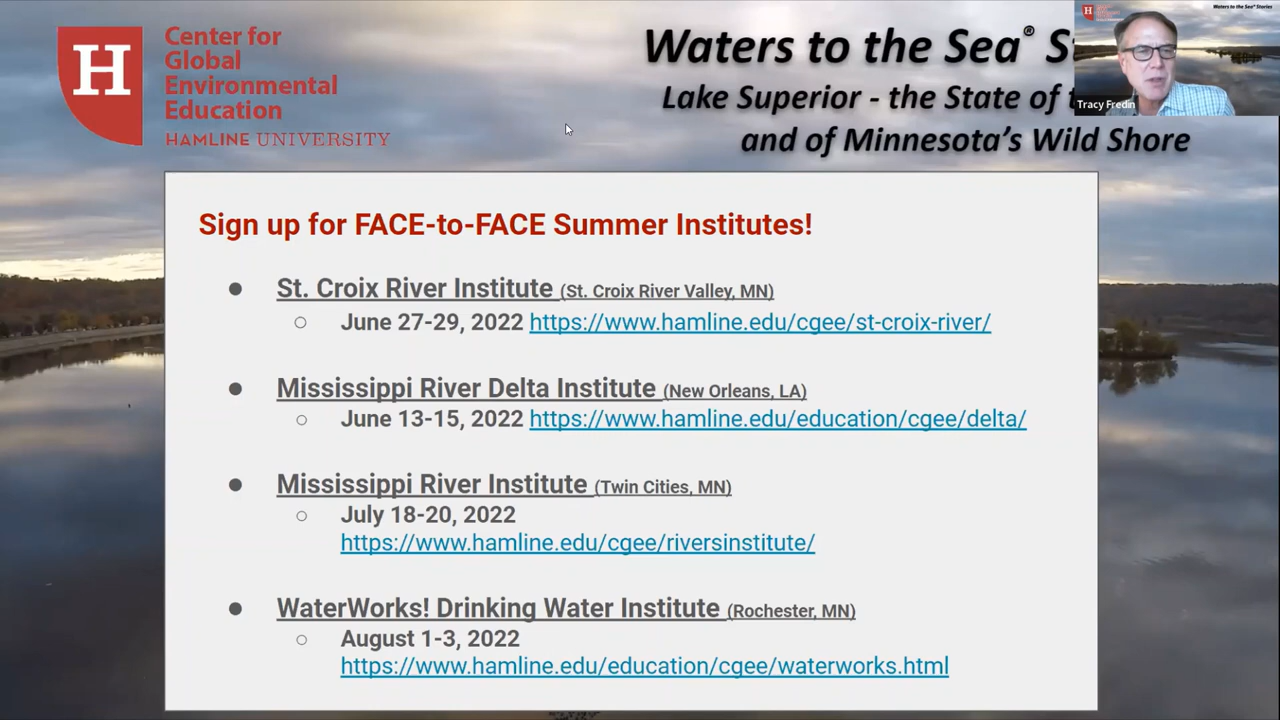 H
Center for
Global
Environmental
Education
HAMLINE UNIVERSITY
Waters to the Sea® S
Lake Superior - the State of
and of Minnesota's Wild Shore
Waters to the Sea® Stories
Tracy Fredin
Sign up for FACE-to-FACE Summer Institutes!
● St. Croix River Institute (St. Croix River Valley, MN)
○ June 27-29, 2022 https://www.hamline.edu/cgee/st-croix-river/
● Mississippi River Delta Institute (New Orleans, LA)
○ June 13-15, 2022 https://www.hamline.edu/education/cgee/delta/
● Mississippi River Institute (Twin Cities, MN)
○ July 18-20, 2022
https://www.hamline.edu/cgee/riversinstitute/
● WaterWorks! Drinking Water Institute (Rochester, MN)
○ August 1-3, 2022
https://www.hamline.edu/education/cgee/waterworks.html